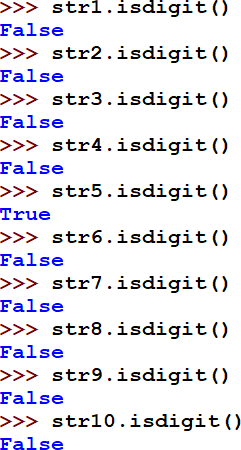 >>> str1.isdigit()
False
>>> str2.isdigit()
False
>>> str3.isdigit()
False
>>> str4.isdigit()
False
>>> str5.isdigit()
True
>>> str6.isdigit()
False
>>> str7.isdigit()
False
>>> str8.isdigit()
False
>>> str9.isdigit()
False
>>> str10.isdigit()
False